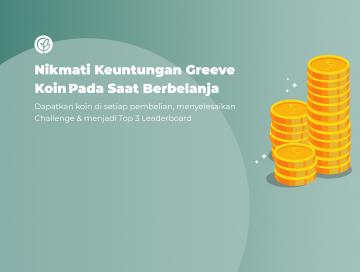 Nikmati Keuntungan Greeve
Koin Pada Saat Berbelanja
Dapatkan koin di setiap pembelian, menyelesaikan
Challenge & menjadi Top 3 Leaderboard